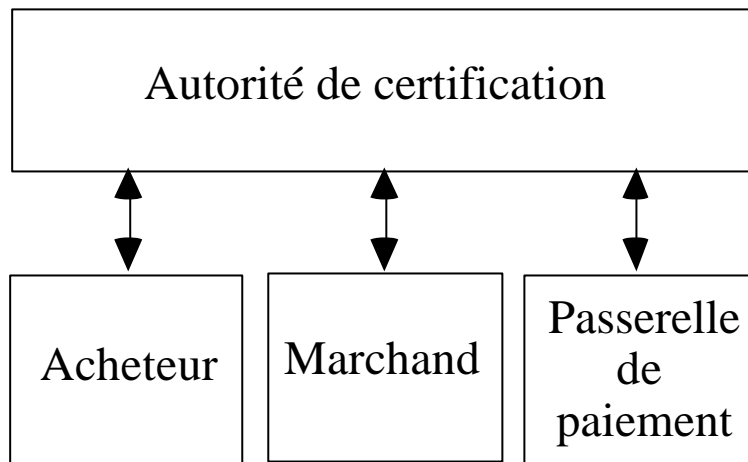 Autorité de certification
Acheteur
Marchand
Passerelle
de
paiement